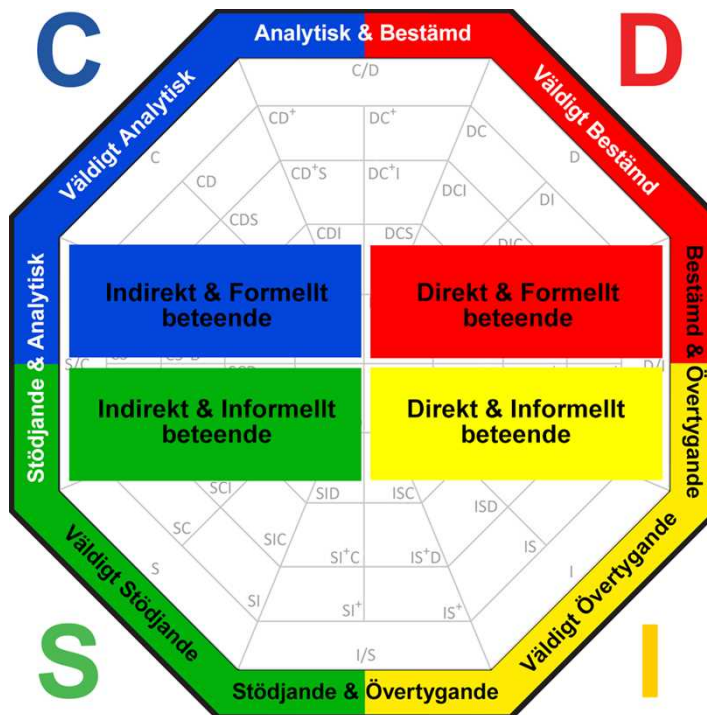 C
D
Analytisk & Bestämd
Väldigt Analytisk
Väldigt Bestämd
C/D
CD+
DC+
C
DC
D
CD
CD+S
DC+I
DI
CDS
DCI
CDI
DCS
DIC
Indirekt & Formellt
beteende
Direkt & Formellt
beteende
Stödjande & Analytisk
Bestämd & Övertygande
S/C
D/I
Indirekt & Informellt
beteende
Direkt & Informellt
beteende
SCI
SID
ISC
ISD
SC
SIC
IS
S
SI+C
IS+D
I
SI
SI+
IS+
Väldigt Stödjande
Väldigt Övertygande
I/S
S
I
Stödjande & Övertygande